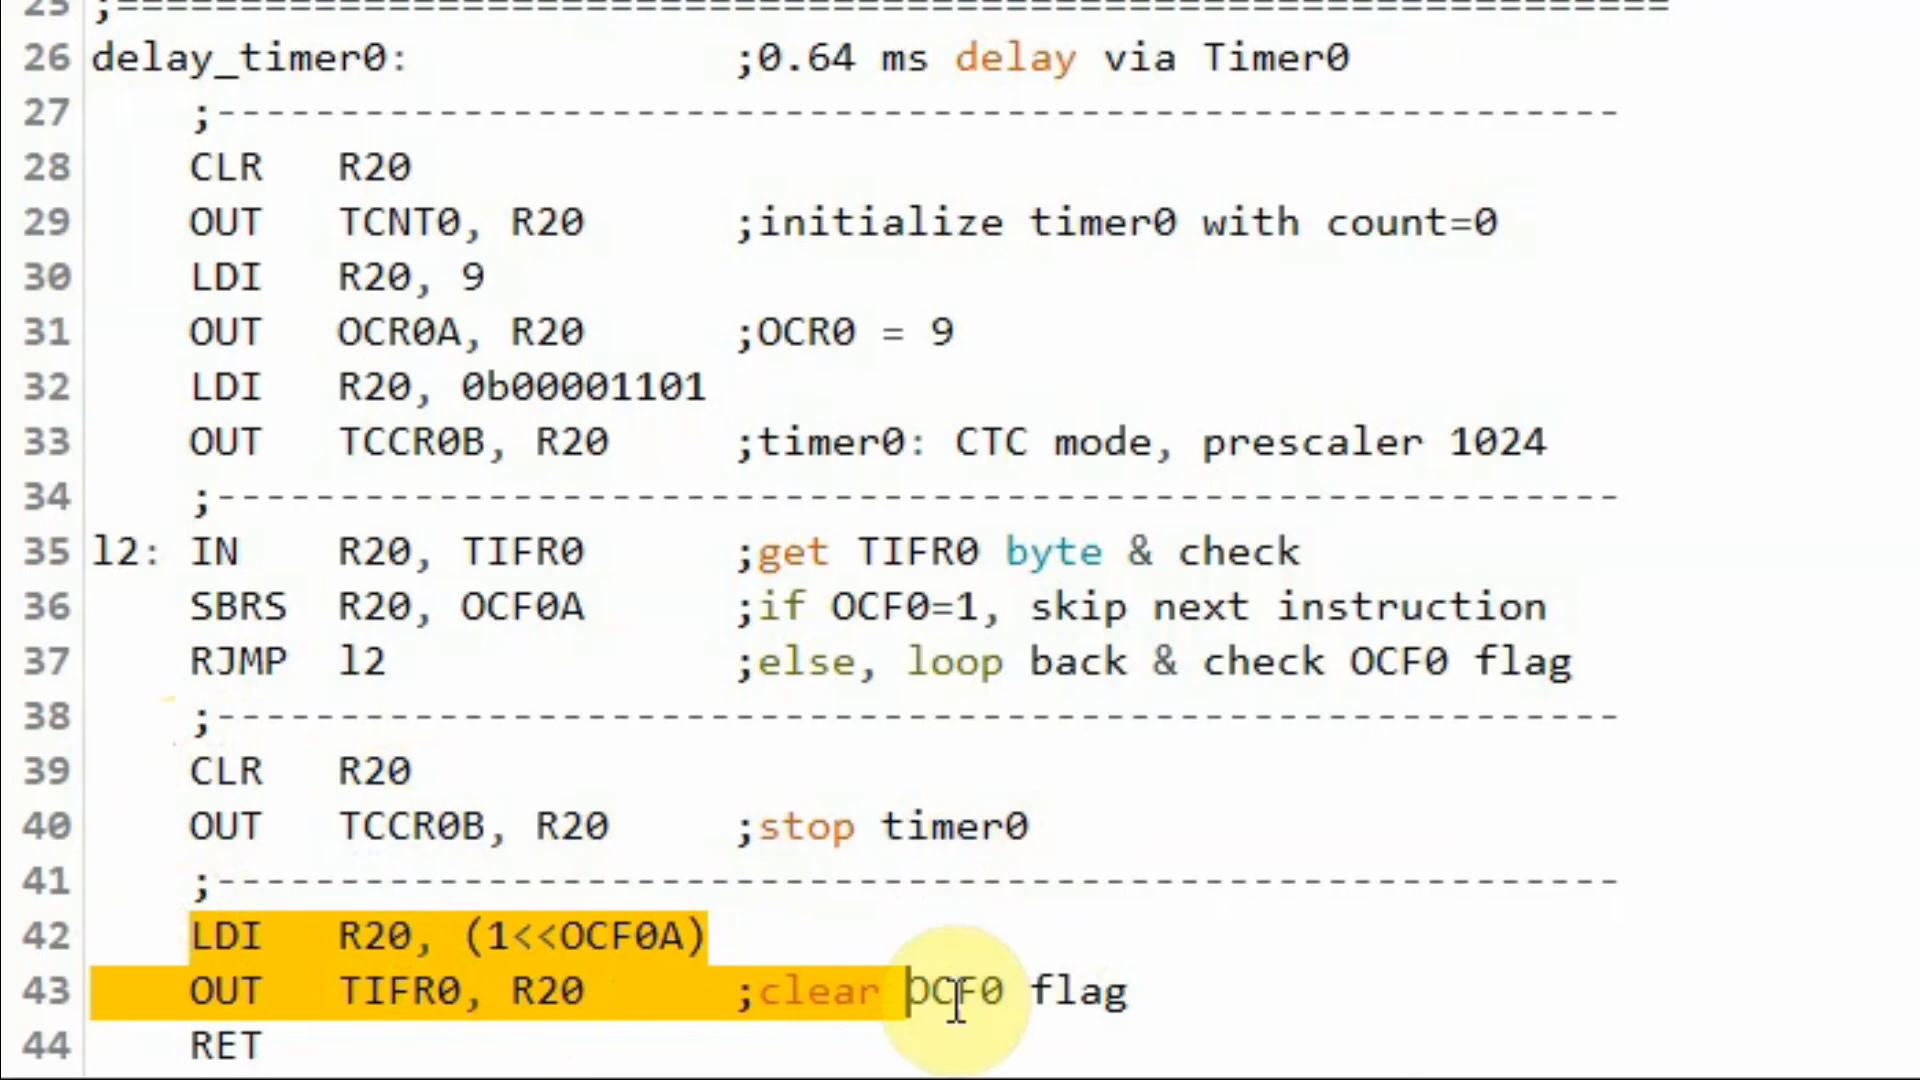 25 ;===============================================================
26 delay_timer0: ;0.64 ms delay via Timer0
27 ;---------------------------------------------------------
28 CLR R20
29 OUT TCNT0, R20 ;initialize timer0 with count=0
30 LDI R20, 9
31 OUT OCR0A, R20 ;OCR0 = 9
32 LDI R20, 0b00001101
33 OUT TCCR0B, R20 ;timer0: CTC mode, prescaler 1024
34 ;---------------------------------------------------------
35 l2: IN R20, TIFR0 ;get TIFR0 byte & check
36 SBRS R20, OCF0A ;if OCF0=1, skip next instruction
37 RJMP l2 ;else, loop back & check OCF0 flag
38 ;---------------------------------------------------------
39 CLR R20
40 OUT TCCR0B, R20 ;stop timer0
41 ;---------------------------------------------------------
42 LDI R20, (1<<OCF0A)
43 OUT TIFR0, R20 ;clear OCF0 flag
44 RET